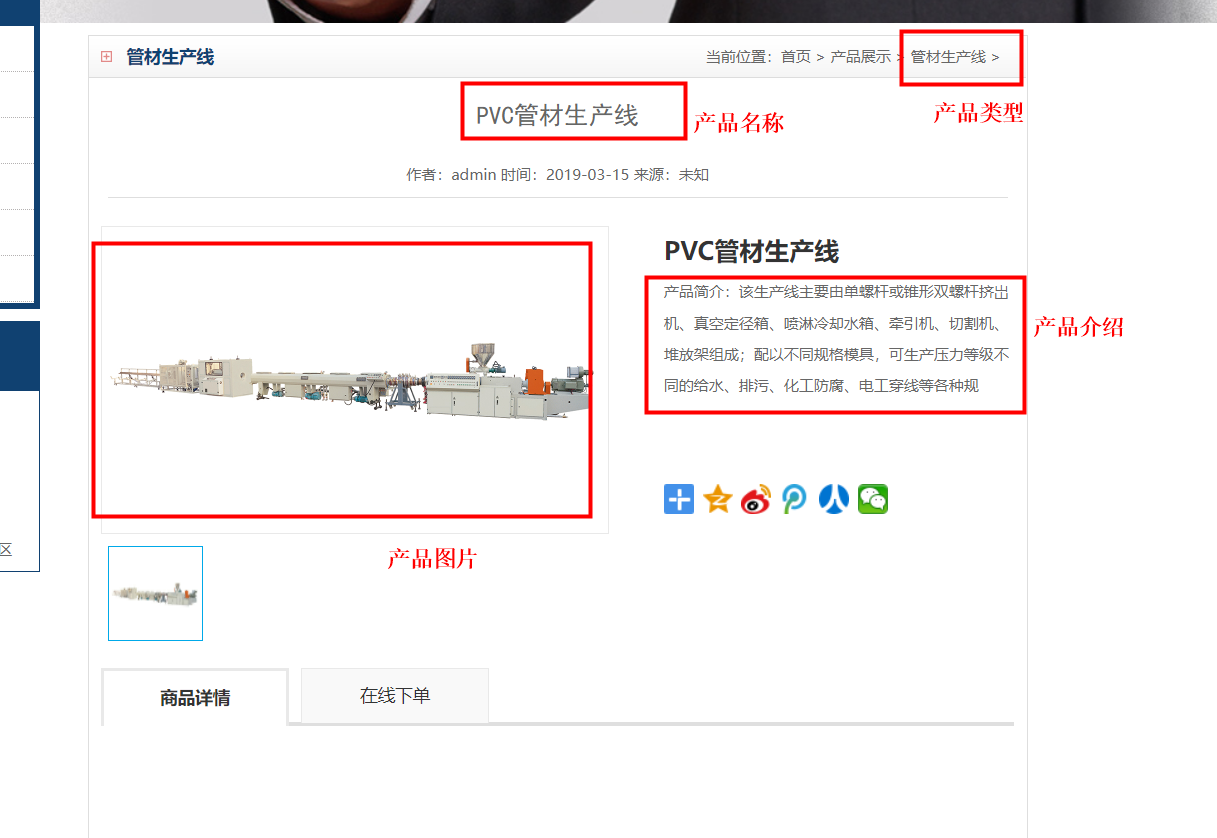 管材生产线
当前位置：首页 > 产品展示 > 管材生产线 >
产品类型
PVC管材生产线
产品名称
作者：admin 时间：2019-03-15 来源：未知
PVC管材生产线
产品简介：该生产线主要由单螺杆或锥形双螺杆挤出
机、真空定径箱、喷淋冷却水箱、牵引机、切割机、
堆放架组成；配以不同规格模具，可生产压力等级不
同的给水、排污、化工防腐、电工穿线等各种规
产品介绍
产品图片
区
商品详情
在线下单